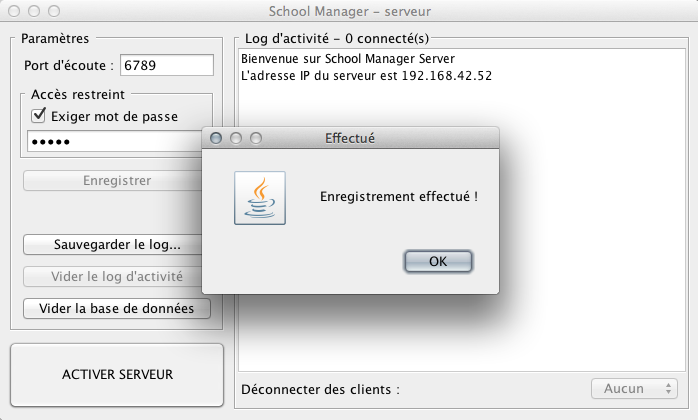 School Manager – serveur
Paramètres
Port d'écoute :
6789
Accès restreint
Exiger mot de passe
•••••
Enregistrer
Sauvegarder le log...
Vider le log d'activité
Vider la base de données
ACTIVER SERVEUR
Log d'activité – 0 connecté(s)
Bienvenue sur School Manager Server
L'adresse IP du serveur est 192.168.42.52
Effectué
Enregistrement effectué !
OK
Déconnecter des clients :
Aucun